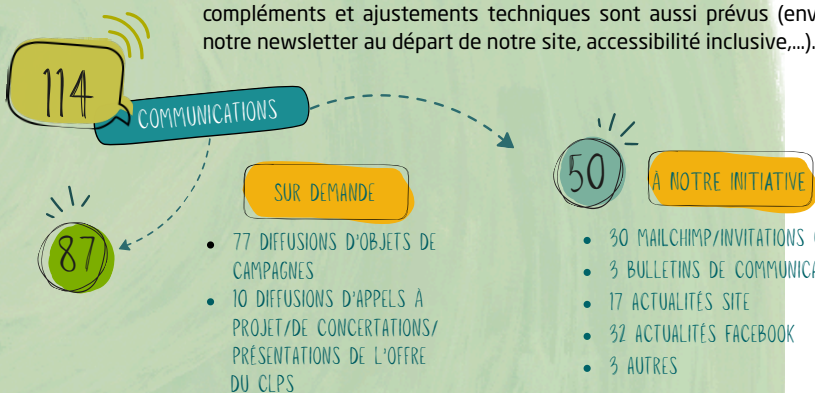 compléments et ajustements techniques sont aussi prévus (env
notre newsletter au départ de notre site, accessibilité inclusive,...).
114
COMMUNICATIONS
87
SUR DEMANDE
• 77 DIFFUSIONS D'OBJETS DE
CAMPAGNES
• 10 DIFFUSIONS D'APPELS À
PROJET/DE CONCERTATIONS/
PRÉSENTATIONS DE L'OFFRE
DU CLPS
50
À NOTRE INITIATIVE
• 30 MAILCHIMP/INVITATIONS
• 3 BULLETINS DE COMMUNICA
• 17 ACTUALITÉS SITE
• 32 ACTUALITÉS FACEBOOK
• 3 AUTRES